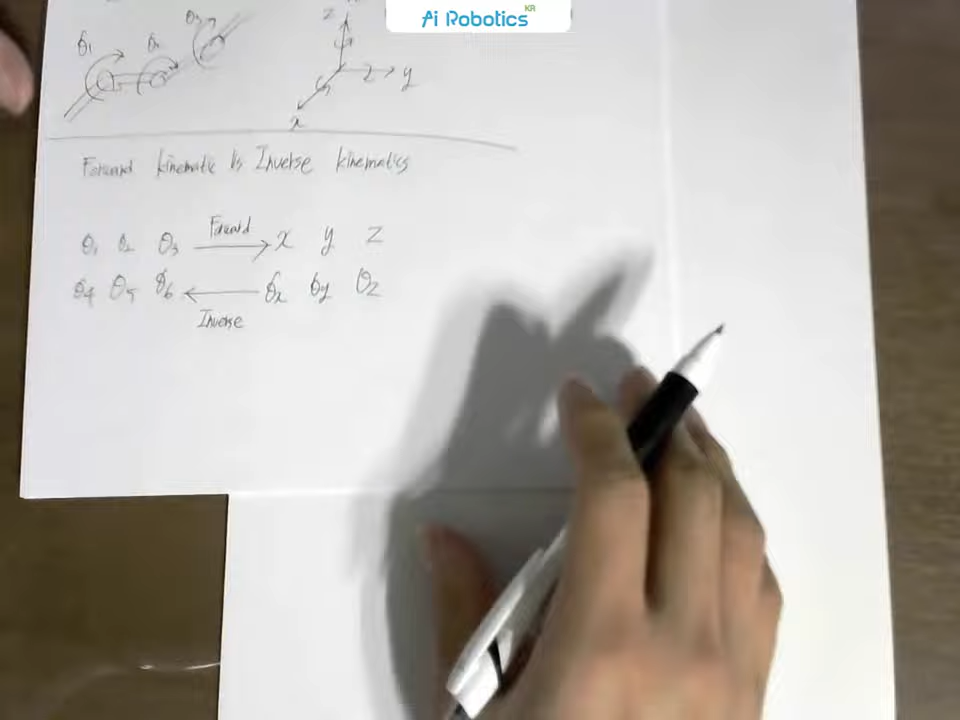 Ai Robotics KR
θ1 θ2 θ3
z
y
x
Forward kinematic Vs Inverse kinematics
θ1 θ2 θ3 Forward x y z
θ4 θ5 θ6 θx θy θz
Inverse